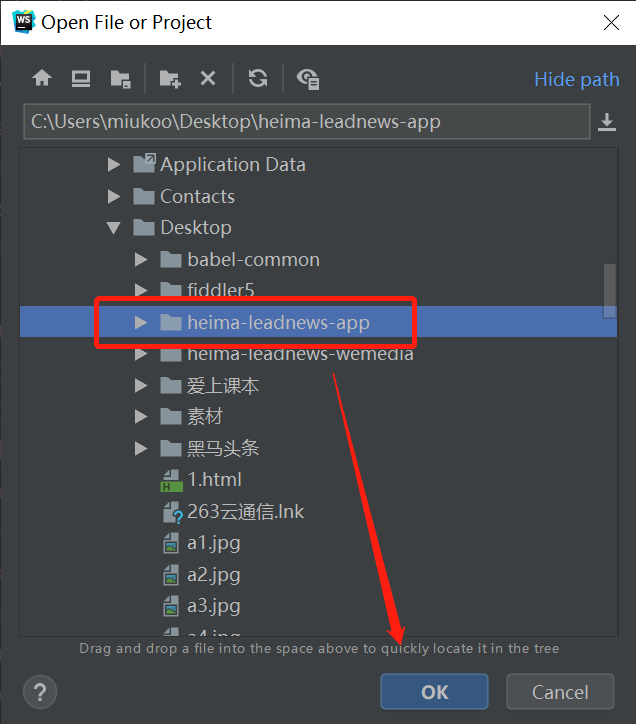 WS Open File or Project
Hide path
C:\Users\miukoo\Desktop\heima-leadnews-app
Application Data
Contacts
Desktop
babel-common
fiddler5
heima-leadnews-app
heima-leadnews-wemedia
爱上课本
素材
黑马头条
H 1.html
263云通信.lnk
a1.jpg
a2.jpg
a3.jpg
a4.jpg
Drag and drop a file into the space above to quickly locate it in the tree
? OK Cancel